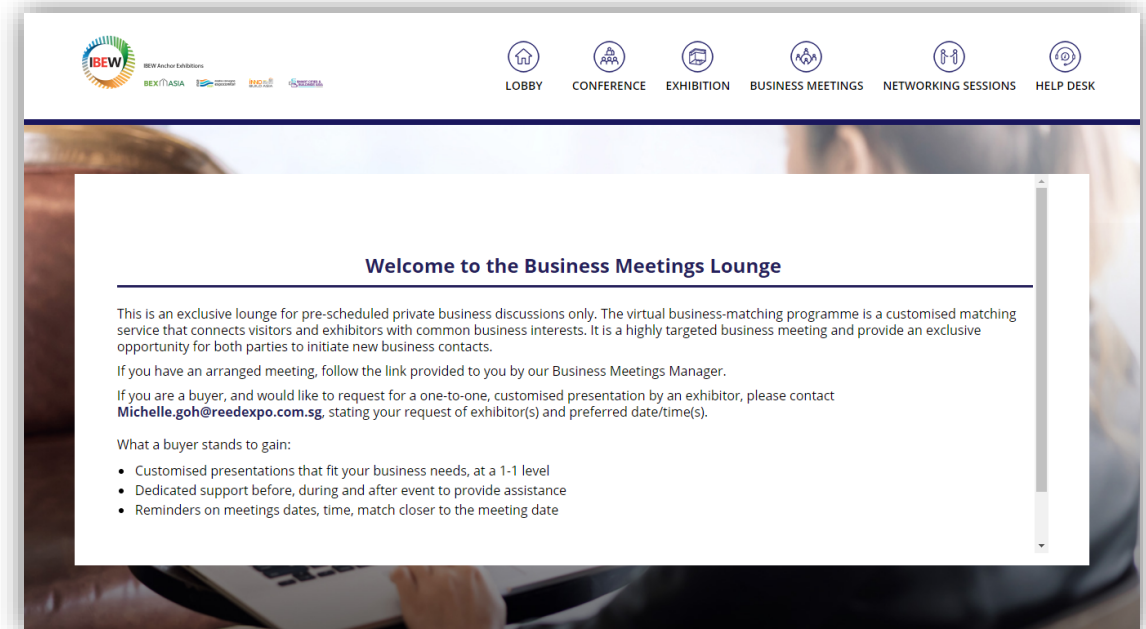 IBEW
IBEW Anchor Exhibitions
BEX ASIA
LOBBY
CONFERENCE
EXHIBITION
BUSINESS MEETINGS
NETWORKING SESSIONS
HELP DESK
Welcome to the Business Meetings Lounge
This is an exclusive lounge for pre-scheduled private business discussions only. The virtual business-matching programme is a customised matching
service that connects visitors and exhibitors with common business interests. It is a highly targeted business meeting and provide an exclusive
opportunity for both parties to initiate new business contacts.
If you have an arranged meeting, follow the link provided to you by our Business Meetings Manager.
If you are a buyer, and would like to request for a one-to-one, customised presentation by an exhibitor, please contact
Michelle.goh@reedexpo.com.sg, stating your request of exhibitor(s) and preferred date/time(s).
What a buyer stands to gain:
• Customised presentations that fit your business needs, at a 1-1 level
• Dedicated support before, during and after event to provide assistance
• Reminders on meetings dates, time, match closer to the meeting date